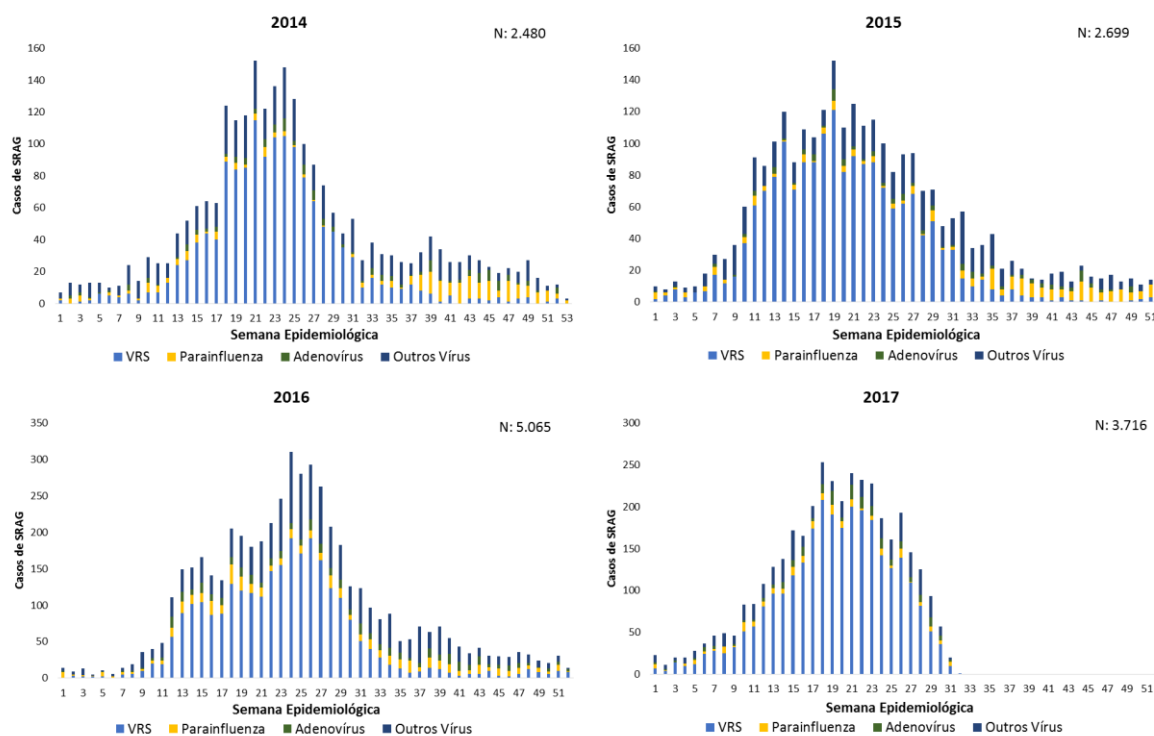 2014
N: 2.480
Casos de SRAG
160
140
120
100
80
60
40
20
0
1 3 5 7 9 11 13 15 17 19 21 23 25 27 29 31 33 35 37 39 41 43 45 47 49 51 53
Semana Epidemiológica
VRS Parainfluenza Adenovírus Outros Vírus
2015
N: 2.699
Casos de SRAG
160
140
120
100
80
60
40
20
0
1 3 5 7 9 11 13 15 17 19 21 23 25 27 29 31 33 35 37 39 41 43 45 47 49 51
Semana Epidemiológica
VRS Parainfluenza Adenovírus Outros Vírus
2016
N: 5.065
Casos de SRAG
350
300
250
200
150
100
50
0
1 3 5 7 9 11 13 15 17 19 21 23 25 27 29 31 33 35 37 39 41 43 45 47 49 51
Semana Epidemiológica
VRS Parainfluenza Adenovírus Outros Vírus
2017
N: 3.716
Casos de SRAG
300
250
200
150
100
50
0
1 3 5 7 9 11 13 15 17 19 21 23 25 27 29 31 33 35 37 39 41 43 45 47 49 51
Semana Epidemiológica
VRS Parainfluenza Adenovírus Outros Vírus